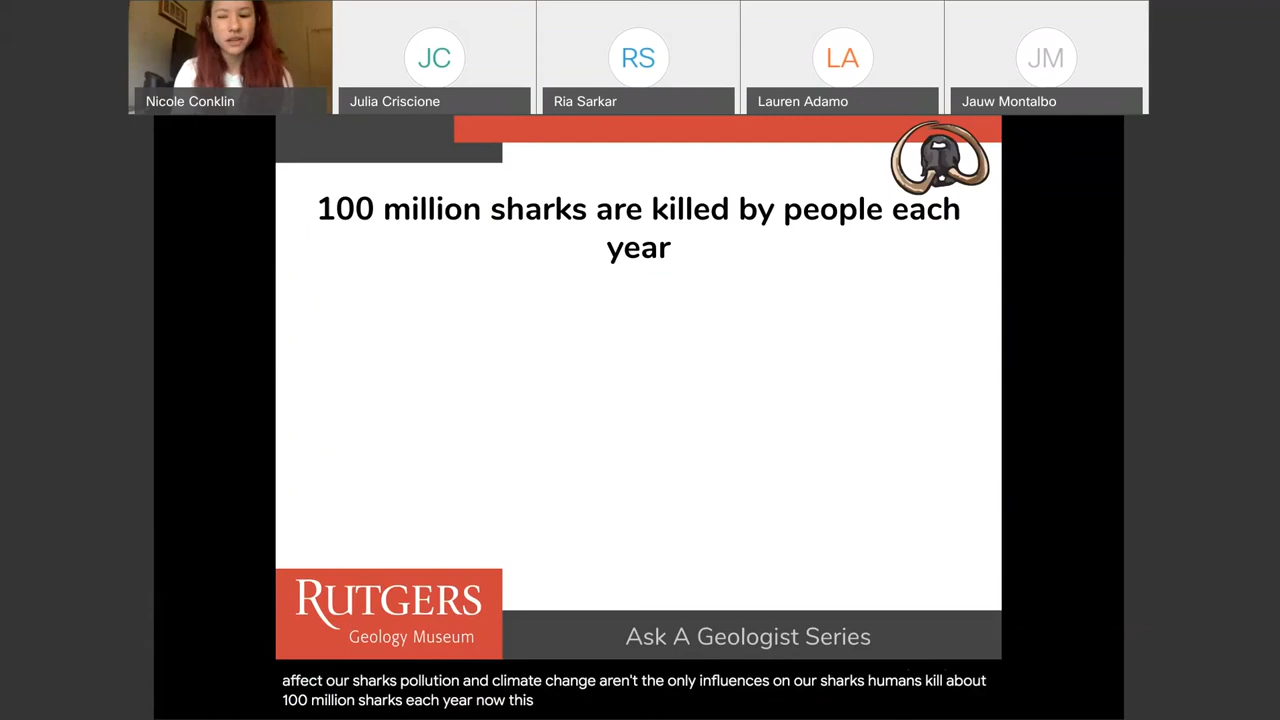 JC
RS
LA
JM
Nicole Conklin
Julia Criscione
Ria Sarkar
Lauren Adamo
Jauw Montalbo
100 million sharks are killed by people each
year
RUTGERS
Geology Museum
Ask A Geologist Series
affect our sharks pollution and climate change aren't the only influences on our sharks humans kill about
100 million sharks each year now this